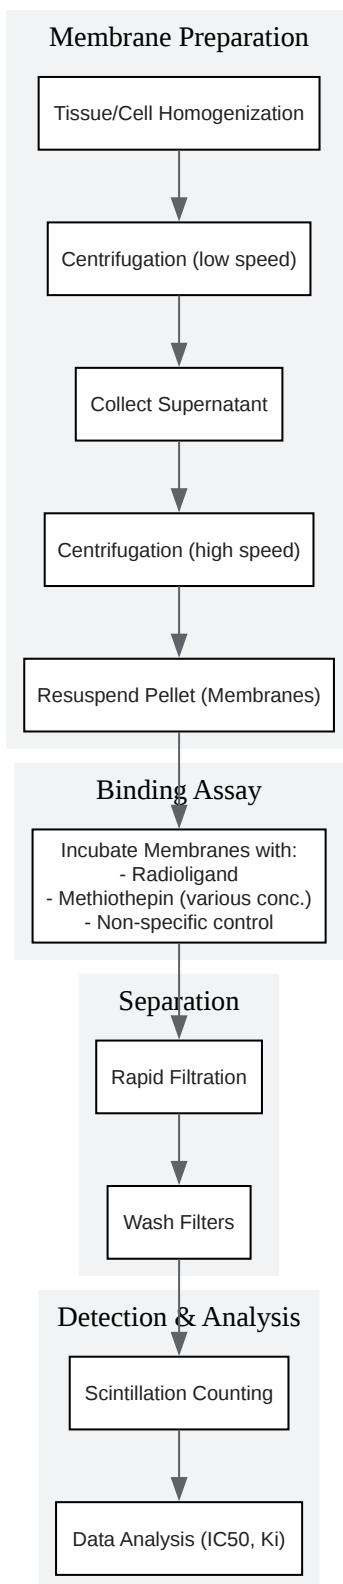 Membrane Preparation
Tissue/Cell Homogenization
Centrifugation (low speed)
Collect Supernatant
Centrifugation (high speed)
Resuspend Pellet (Membranes)
Binding Assay
Incubate Membranes with:
- Radioligand
- Methiothepin (various conc.)
- Non-specific control
Separation
Rapid Filtration
Wash Filters
Detection & Analysis
Scintillation Counting
Data Analysis (IC50, Ki)